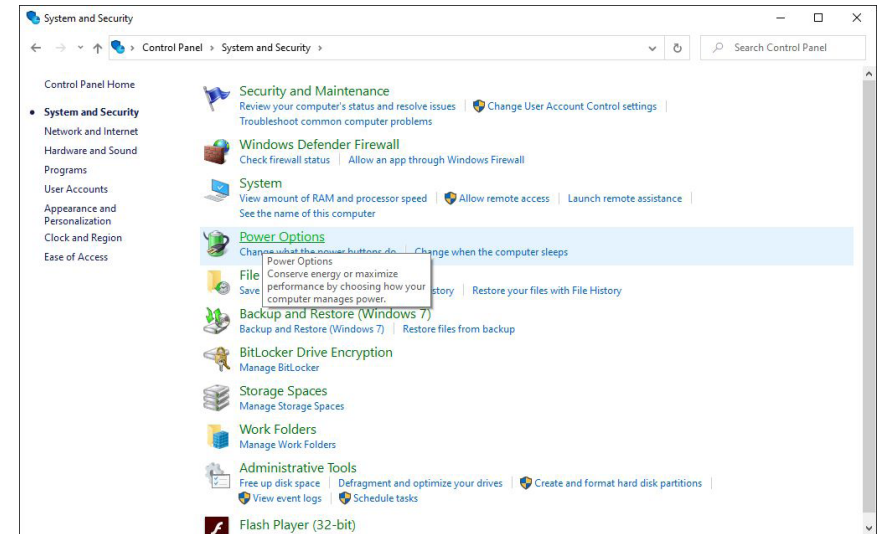 System and Security
Control Panel > System and Security >
Search Control Panel
Control Panel Home
System and Security
Network and Internet
Hardware and Sound
Programs
User Accounts
Appearance and
Personalization
Clock and Region
Ease of Access
Security and Maintenance
Review your computer's status and resolve issues Change User Account Control settings
Troubleshoot common computer problems
Windows Defender Firewall
Check firewall status Allow an app through Windows Firewall
System
View amount of RAM and processor speed Allow remote access Launch remote assistance
See the name of this computer
Power Options
Change what the power buttons do Change when the computer sleeps
Power Options
Conserve energy or maximize
performance by choosing how your
computer manages power.
File
Save story Restore your files with File History
Backup and Restore (Windows 7)
Backup and Restore (Windows 7) Restore files from backup
BitLocker Drive Encryption
Manage BitLocker
Storage Spaces
Manage Storage Spaces
Work Folders
Manage Work Folders
Administrative Tools
Free up disk space Defragment and optimize your drives Create and format hard disk partitions
View event logs Schedule tasks
Flash Player (32-bit)